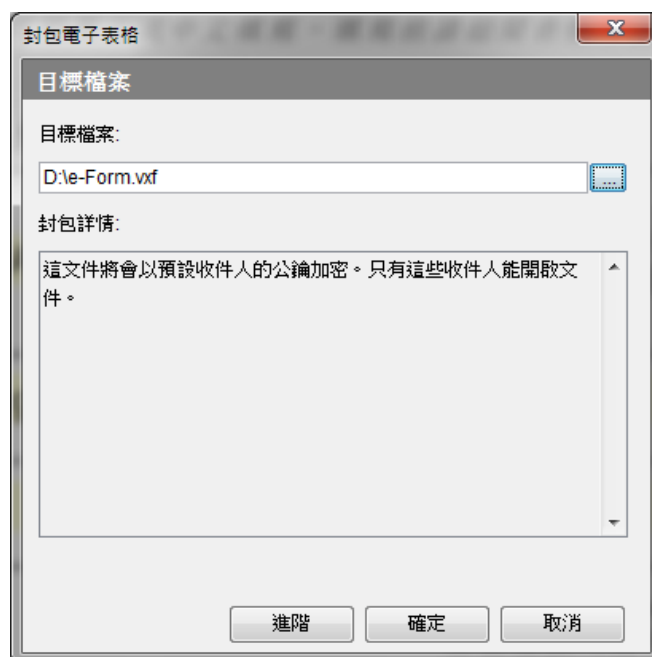 封包電子表格
目標檔案
目標檔案:
D:\e-Form.vxf
...
封包詳情:
這文件將會以預設收件人的公鑰加密。只有這些收件人能開啟文
件。
進階
確定
取消